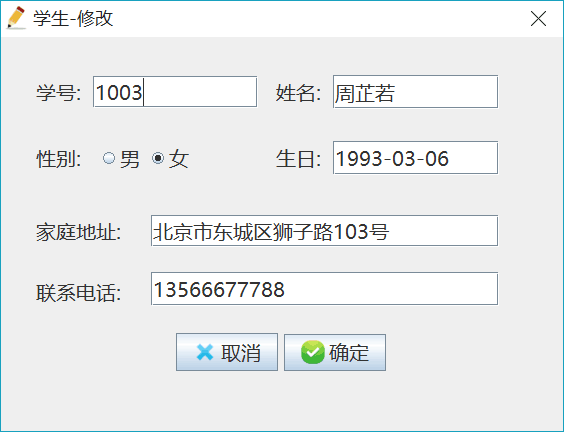 学生-修改
学号: 1003 姓名: 周芷若
性别: 男 女 生日: 1993-03-06
家庭地址: 北京市东城区狮子路103号
联系电话: 13566677788
取消 确定